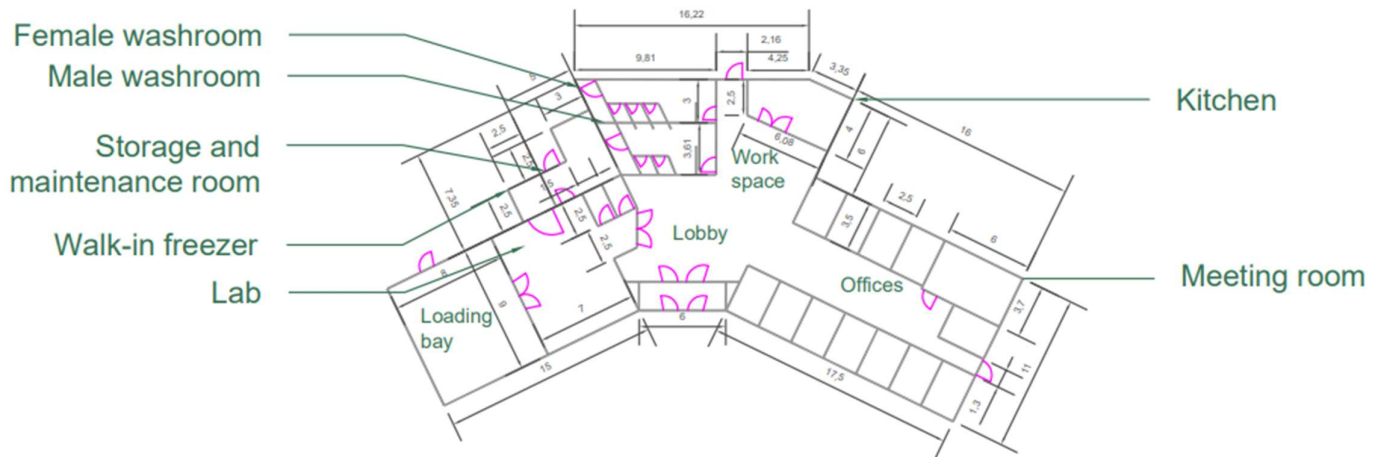 16,22
Female washroom
2,16
9,81
4,25
Male washroom
3,35
5
3
3
2,5
Kitchen
16
2,5
4
6
Storage and
maintenance room
6,08
3,61
2,5
Work
space
7,35
2,5
2,5
2,5
3,5
Walk-in freezer
2,5
Lobby
6
Lab
8
Offices
Meeting room
9
7
3,7
Loading
bay
6
15
17,5
11
1,3